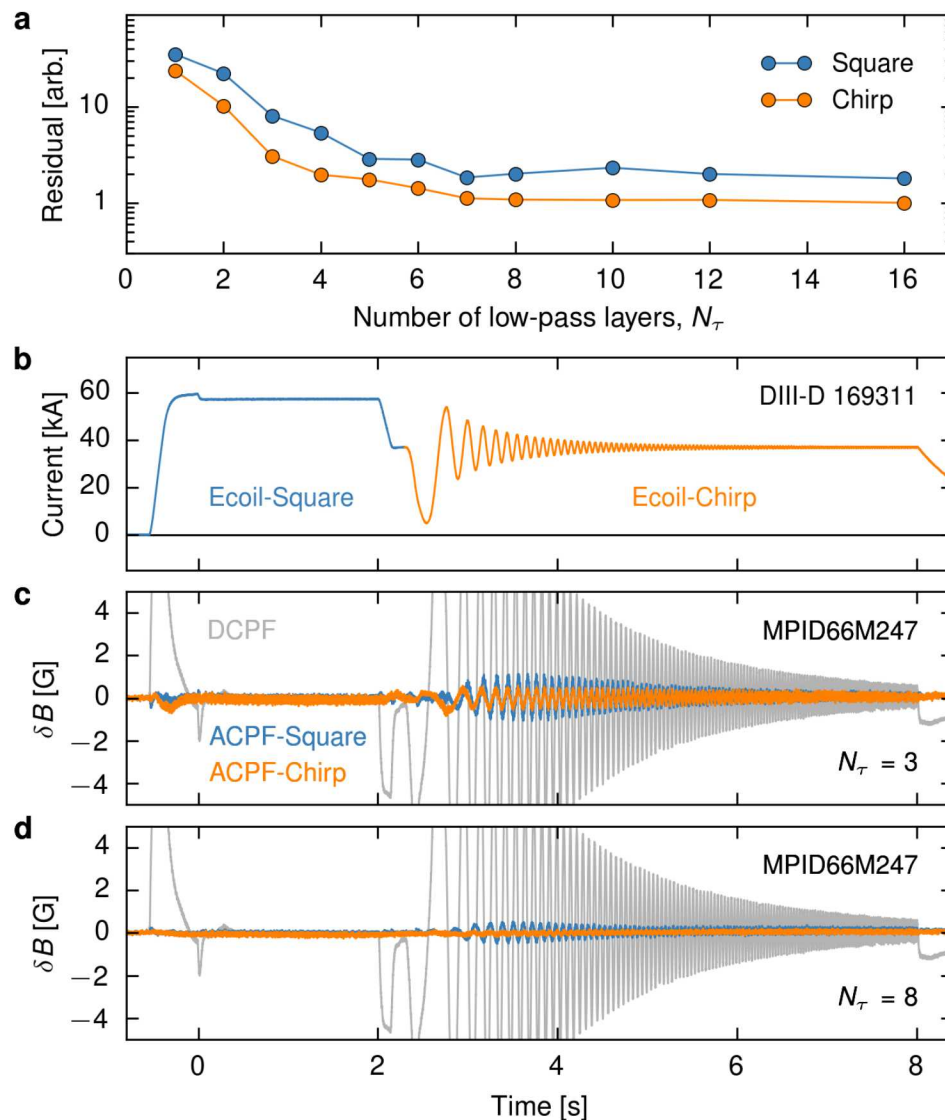 a
Residual [arb.]
10
1
Square
Chirp
0 2 4 6 8 10 12 14 16
Number of low-pass layers, Nτ
b
Current [kA]
60
40
20
0
DIII-D 169311
Ecoil-Square
Ecoil-Chirp
c
δB [G]
4
2
0
−2
−4
DCPF
MPID66M247
ACPF-Square
ACPF-Chirp
Nτ = 3
d
δB [G]
4
2
0
−2
−4
MPID66M247
Nτ = 8
0 2 4 6 8
Time [s]